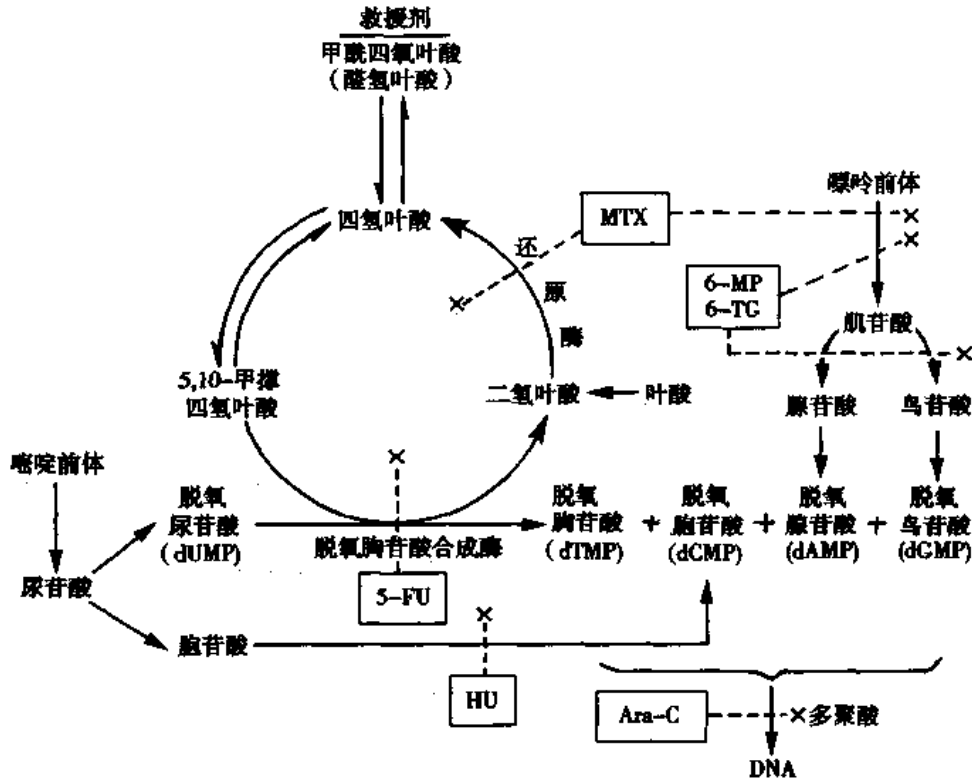 救援剂
甲酰四氢叶酸
(醛氢叶酸)
四氢叶酸
还
原
酶
MTX
嘌呤前体
6-MP
6-TG
肌苷酸
5,10-甲撑
四氢叶酸
二氢叶酸
叶酸
腺苷酸
鸟苷酸
嘧啶前体
脱氧
尿苷酸
(dUMP)
脱氧胸苷酸合成酶
脱氧
胸苷酸
(dTMP)
+
脱氧
胞苷酸
(dCMP)
+
脱氧
腺苷酸
(dAMP)
+
脱氧
鸟苷酸
(dGMP)
尿苷酸
5-FU
胞苷酸
HU
Ara-C
多聚酸
DNA